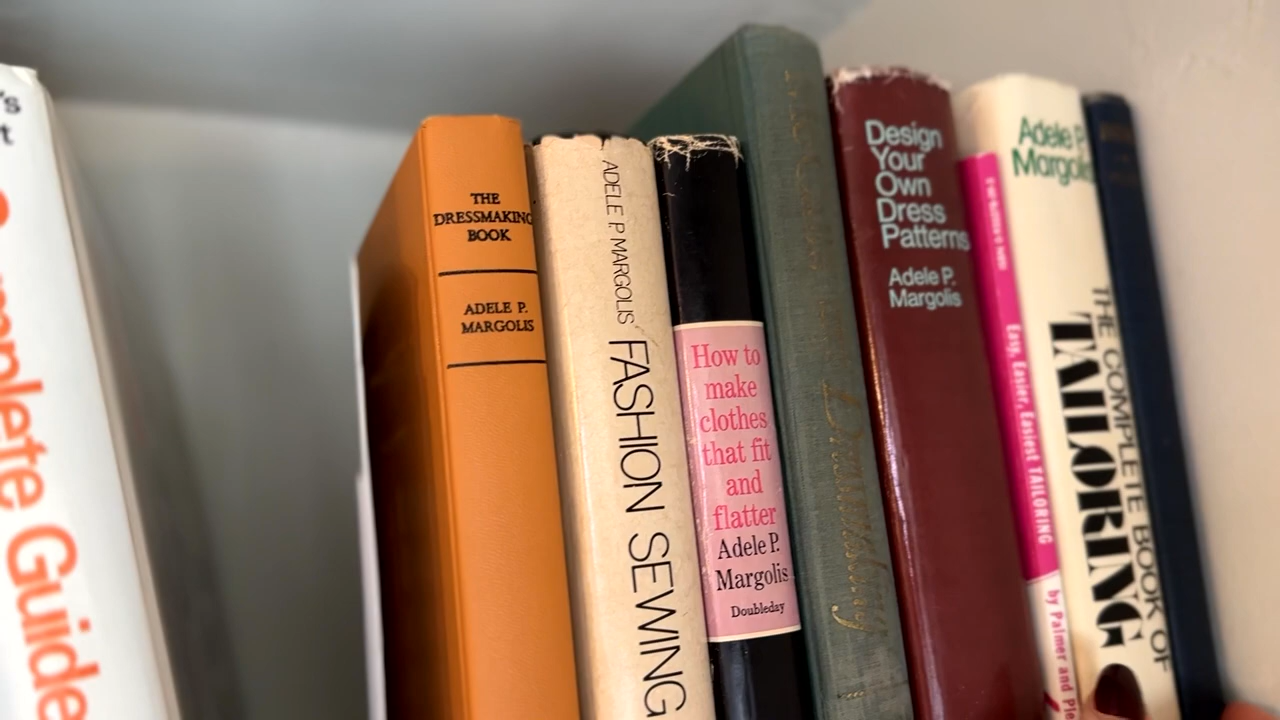 's
t
Complete Guide
THE
DRESSMAKING
BOOK
ADELE P.
MARGOLIS
ADELE P. MARGOLIS FASHION SEWING
How to
make
clothes
that fit
and
flatter
Adele P.
Margolis
Doubleday
Dressmaking
Design
Your
Own
Dress
Patterns
Adele P.
Margolis
Easy, Easier, Easiest TAILORING
by Palmer and
Adele P.
Margolis
THE COMPLETE BOOK OF
TAILORING